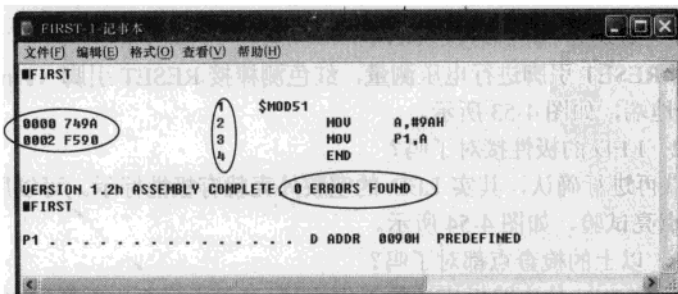 FIRST-1-记事本
文件(F) 编辑(E) 格式(O) 查看(V) 帮助(H)
FIRST
1 $MOD51
0000 749A 2 MOV A,#9AH
0002 F590 3 MOV P1,A
4 END
VERSION 1.2h ASSEMBLY COMPLETE, 0 ERRORS FOUND
FIRST
P1 . . . . . . . . . . . . . . . . . D ADDR 0090H PREDEFINED